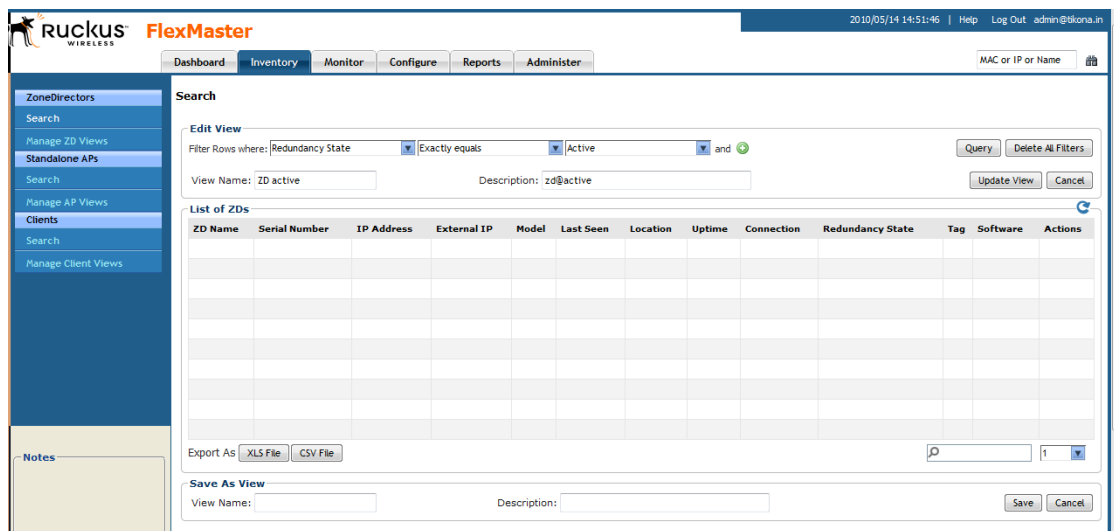 RUCKUS WIRELESS FlexMaster
2010/05/14 14:51:46 | Help Log Out admin@tikona.in
Dashboard Inventory Monitor Configure Reports Administer
MAC or IP or Name
ZoneDirectors
Search
Manage ZD Views
Standalone APs
Search
Manage AP Views
Clients
Search
Manage Client Views
Notes
Search
Edit View
Filter Rows where: Redundancy State Exactly equals Active and
Query Delete All Filters
View Name: ZD active Description: zd@active
Update View Cancel
List of ZDs
ZD Name Serial Number IP Address External IP Model Last Seen Location Uptime Connection Redundancy State Tag Software Actions
Export As XLS File CSV File
1
Save As View
View Name: Description:
Save Cancel